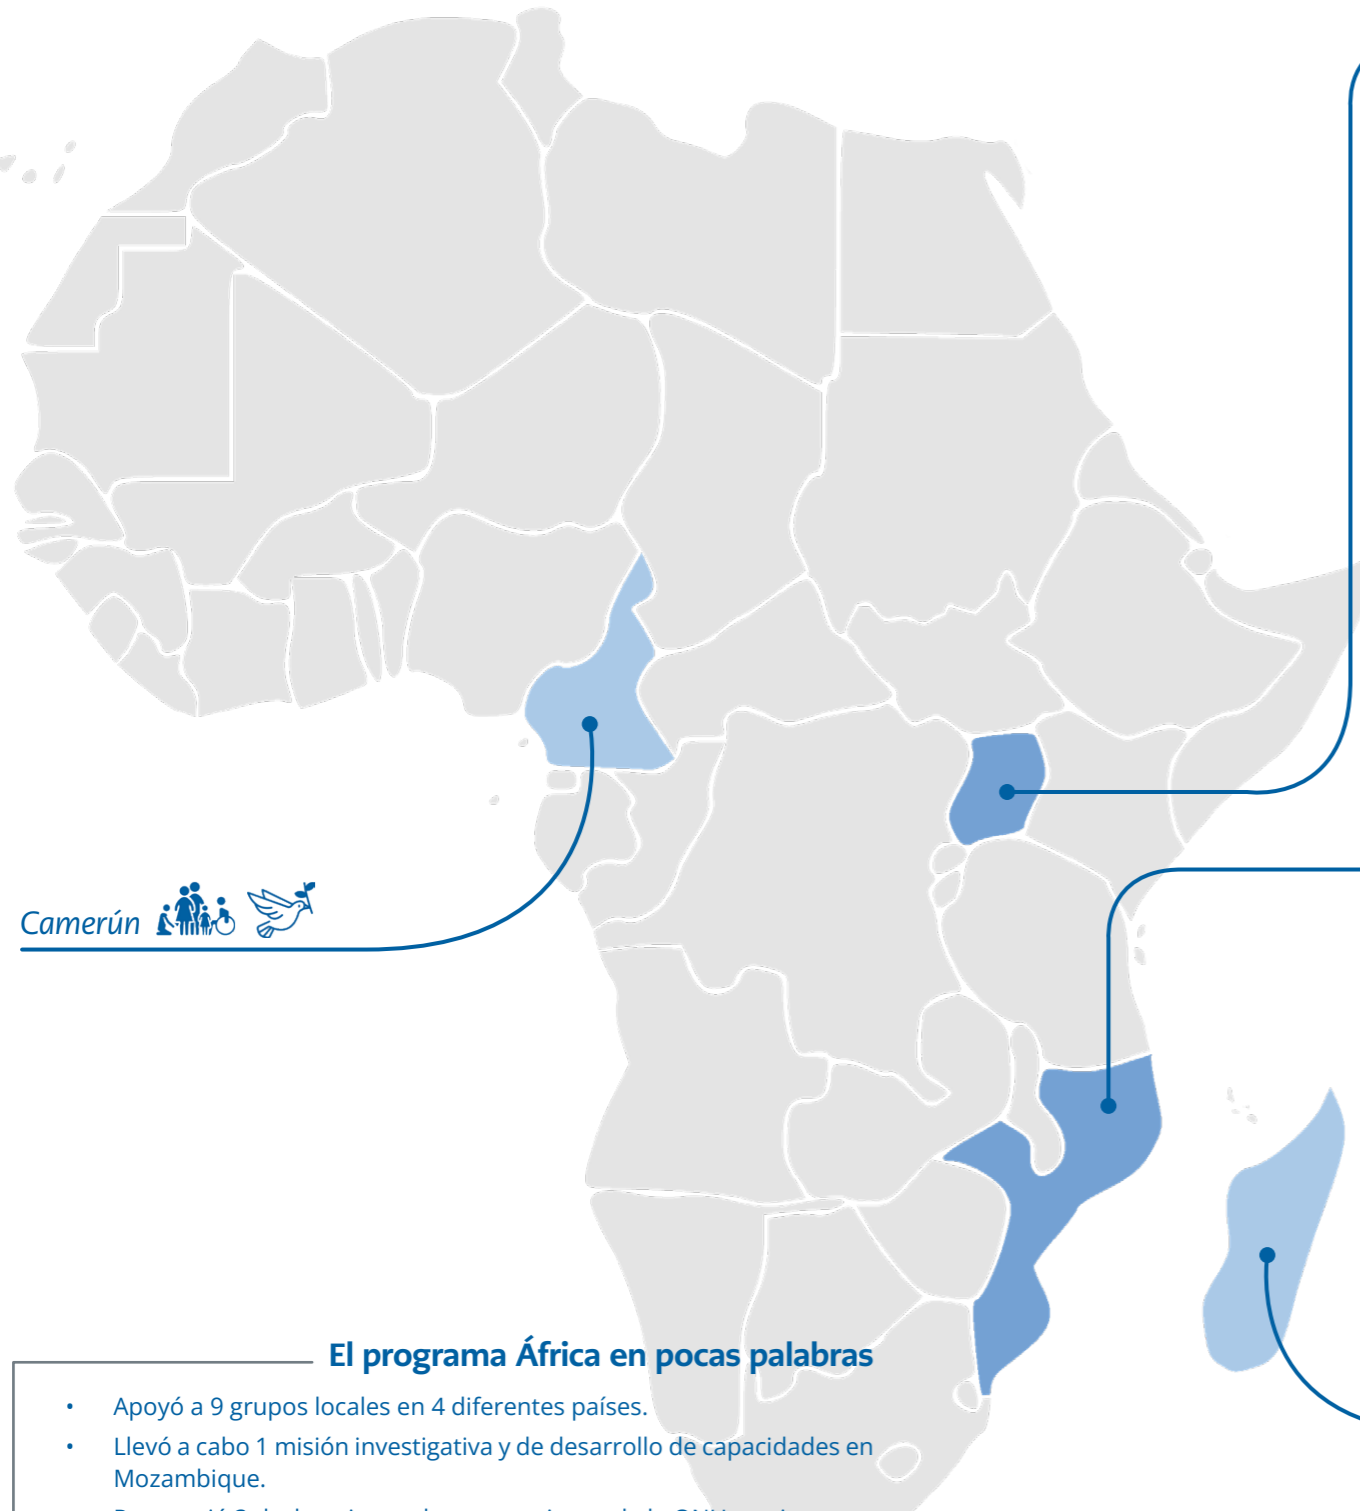 Camerún
El programa África en pocas palabras
• Apoyó a 9 grupos locales en 4 diferentes países.
• Llevó a cabo 1 misión investigativa y de desarrollo de capacidades en
Mozambique.